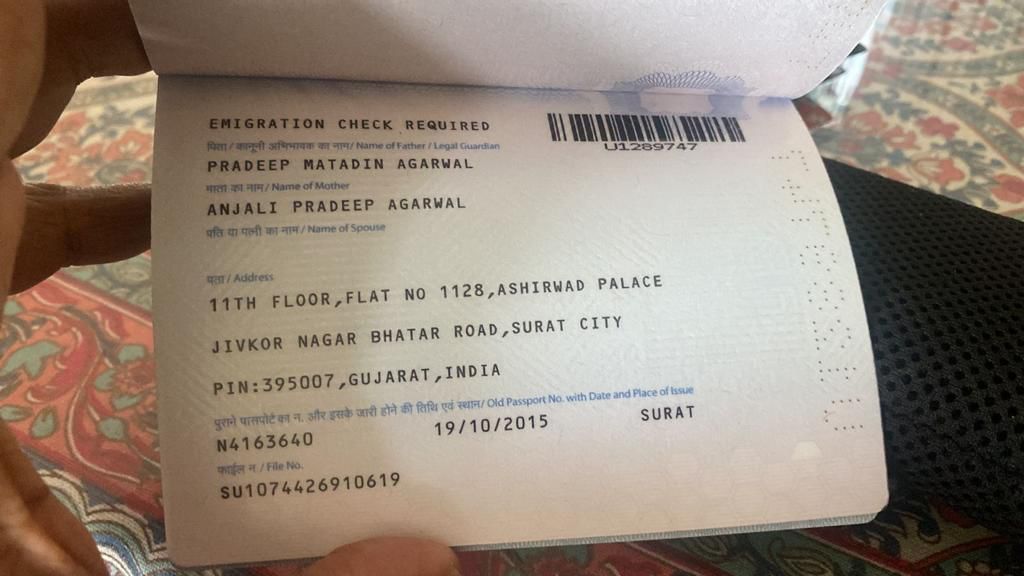 EMIGRATION CHECK REQUIRED
U1289747
पिता / कानूनी अभिभावक का नाम / Name of Father / Legal Guardian
PRADEEP MATADIN AGARWAL
माता का नाम / Name of Mother
ANJALI PRADEEP AGARWAL
पति या पत्नी का नाम / Name of Spouse
पता / Address
11TH FLOOR,FLAT NO 1128,ASHIRWAD PALACE
JIVKOR NAGAR BHATAR ROAD,SURAT CITY
PIN:395007,GUJARAT,INDIA
पुराने पासपोर्ट का न. और इसके जारी होने की तिथि एवं स्थान / Old Passport No. with Date and Place of Issue
N4163640 19/10/2015 SURAT
फाईल न / File No.
SU1074426910619